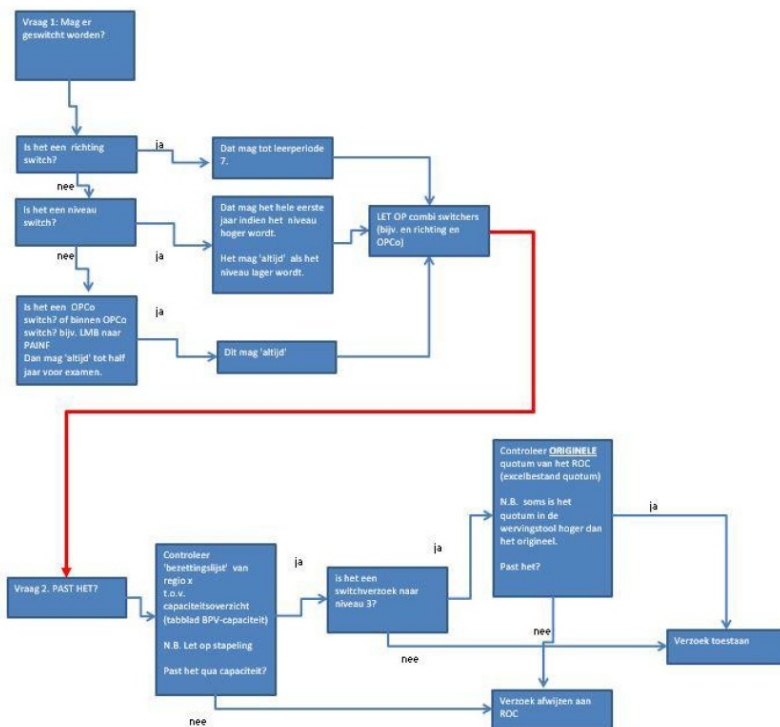 Vraag 1: Mag er
geswitcht worden?
Is het een richting
switch?
ja
Dat mag tot leerperiode
7.
nee
Is het een niveau
switch?
ja
Dat mag het hele eerste
jaar indien het niveau
hoger wordt.
Het mag 'altijd' als het
niveau lager wordt.
LET OP combi switchers
(bijv. en richting en
OPCo)
nee
Is het een OPCo
switch? of binnen OPCo
switch? bijv. LMB naar
PAINF
Dan mag 'altijd' tot half
jaar voor examen.
ja
Dit mag 'altijd'
Vraag 2. PAST HET?
Controleer
'bezettingslijst' van
regio x
t.o.v.
capaciteitsoverzicht
(tabblad BPV-capaciteit)
N.B. Let op stapeling
Past het qua capaciteit?
ja
nee
is het een
switchverzoek naar
niveau 3?
ja
nee
Controleer ORIGINELE
quotum van het ROC
(excelbestand quotum)
N.B. soms is het
quotum in de
wervingstool hoger dan
het origineel.
Past het?
ja
nee
Verzoek toestaan
Verzoek afwijzen aan
ROC